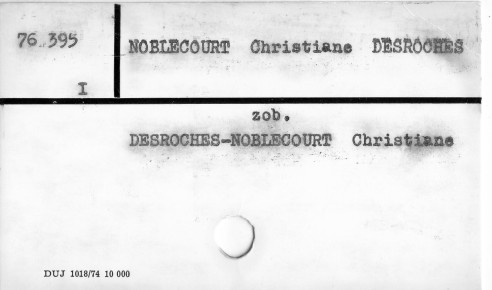 76 395
NOBLECOURT Christiane DESROCHES
I
zob.
DESROCHES-NOBLECOURT Christiane
DUJ 1018/74 10 000